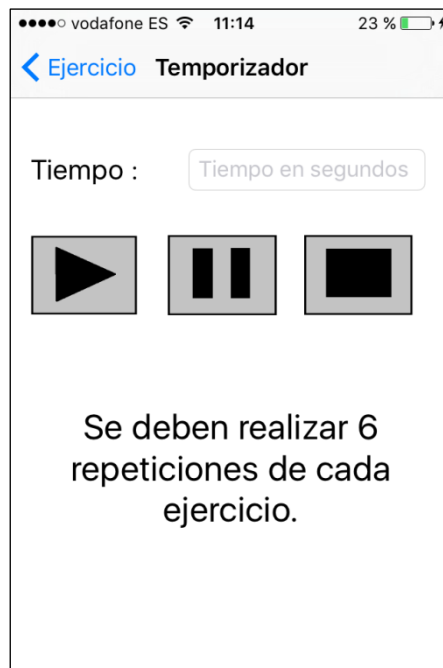 vodafone ES 11:14 23 %
Ejercicio Temporizador
Tiempo : Tiempo en segundos
Se deben realizar 6
repeticiones de cada
ejercicio.